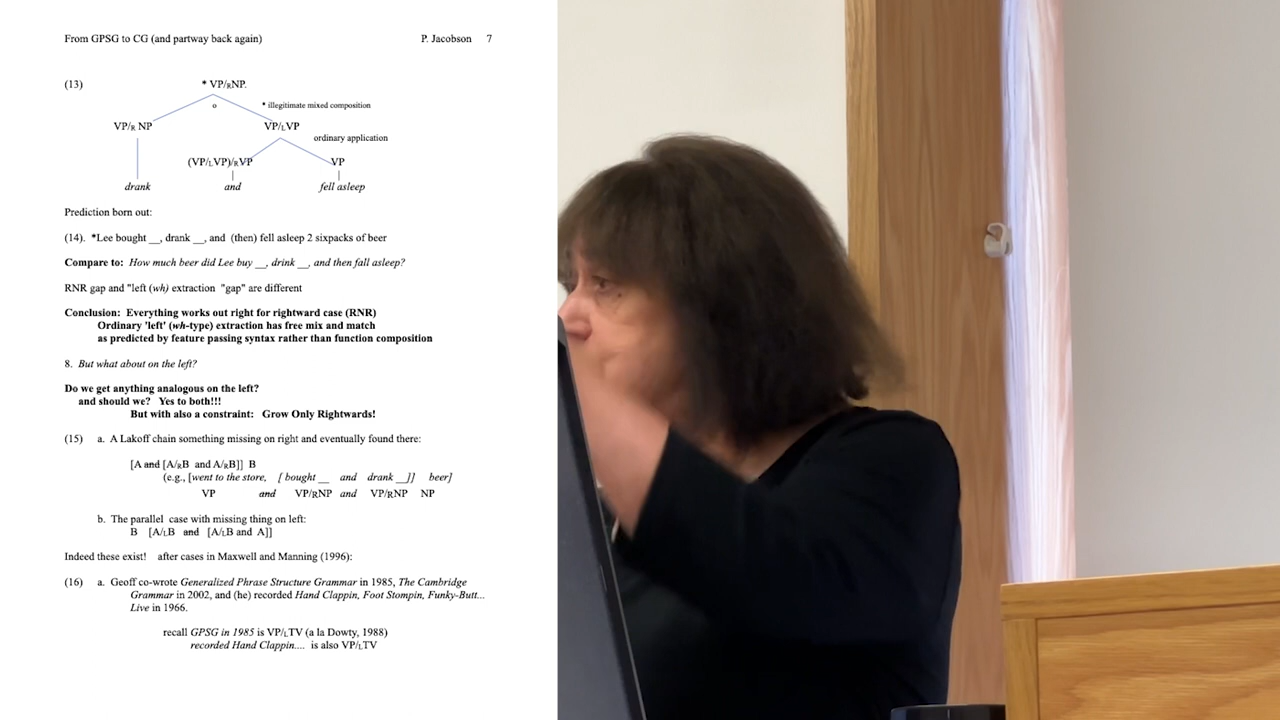 From GPSG to CG (and partway back again) P. Jacobson 7
(13) * VP/RNP.
o * illegitimate mixed composition
VP/R NP VP/LVP
ordinary application
(VP/LVP)/RVP VP
drank and fell asleep
Prediction born out:
(14). *Lee bought __, drank __, and (then) fell asleep 2 sixpacks of beer
Compare to: How much beer did Lee buy __, drink __, and then fall asleep?
RNR gap and "left (wh) extraction "gap" are different
Conclusion: Everything works out right for rightward case (RNR)
Ordinary 'left' (wh-type) extraction has free mix and match
as predicted by feature passing syntax rather than function composition
8. But what about on the left?
Do we get anything analogous on the left?
and should we? Yes to both!!!
But with also a constraint: Grow Only Rightwards!
(15) a. A Lakoff chain something missing on right and eventually found there:
[A and [A/RB and A/RB]] B
(e.g., [went to the store, [ bought __ and drank __]] beer]
VP and VP/RNP and VP/RNP NP
b. The parallel case with missing thing on left:
B [A/LB and [A/LB and A]]
Indeed these exist! after cases in Maxwell and Manning (1996):
(16) a. Geoff co-wrote Generalized Phrase Structure Grammar in 1985, The Cambridge
Grammar in 2002, and (he) recorded Hand Clappin, Foot Stompin, Funky-Butt...
Live in 1966.
recall GPSG in 1985 is VP/LTV (a la Dowty, 1988)
recorded Hand Clappin.... is also VP/LTV